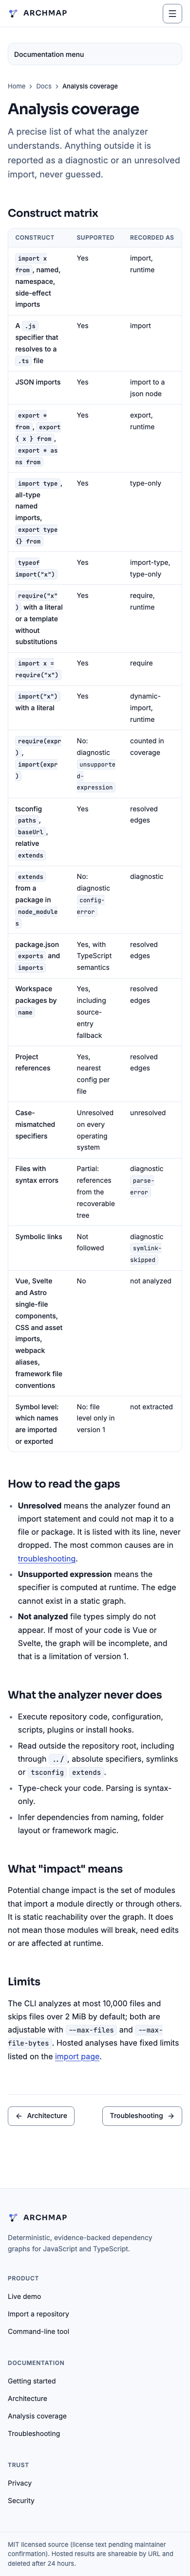 ARCHMAP
Documentation menu
Home > Docs > Analysis coverage
Analysis coverage
A precise list of what the analyzer
understands. Anything outside it is
reported as a diagnostic or an unresolved
import, never guessed.
Construct matrix
CONSTRUCT SUPPORTED RECORDED AS
import x
from , named,
namespace,
side-effect
imports
Yes
import,
runtime
A .js
specifier that
resolves to a
.ts file
Yes
import
JSON imports
Yes
import to a
json node
export *
from , export
{ x } from ,
export * as
ns from
Yes
export,
runtime
import type ,
all-type
named
imports,
export type
{} from
Yes
type-only
typeof
import("x")
Yes
import-type,
type-only
require("x"
) with a literal
or a template
without
substitutions
Yes
require,
runtime
import x =
require("x")
Yes
require
import("x")
with a literal
Yes
dynamic-
import,
runtime
require(expr
) ,
import(expr
)
No:
diagnostic
unsupporte
d-
expression
counted in
coverage
tsconfig
paths ,
baseUrl ,
relative
extends
Yes
resolved
edges
extends
from a
package in
node_module
s
No:
diagnostic
config-
error
diagnostic
package.json
exports and
imports
Yes, with
TypeScript
semantics
resolved
edges
Workspace
packages by
name
Yes,
including
source-
entry
fallback
resolved
edges
Project
references
Yes,
nearest
config per
file
resolved
edges
Case-
mismatched
specifiers
Unresolved
on every
operating
system
unresolved
Files with
syntax errors
Partial:
references
from the
recoverable
tree
diagnostic
parse-
error
Symbolic links
Not
followed
diagnostic
symlink-
skipped
Vue, Svelte
and Astro
single-file
components,
CSS and asset
imports,
webpack
aliases,
framework file
conventions
No
not analyzed
Symbol level:
which names
are imported
or exported
No: file
level only in
version 1
not extracted
How to read the gaps
• Unresolved means the analyzer found an
import statement and could not map it to a
file or package. It is listed with its line, never
dropped. The most common causes are in
troubleshooting.
• Unsupported expression means the
specifier is computed at runtime. The edge
cannot exist in a static graph.
• Not analyzed file types simply do not
appear. If most of your code is Vue or
Svelte, the graph will be incomplete, and
that is a limitation of version 1.
What the analyzer never does
• Execute repository code, configuration,
scripts, plugins or install hooks.
• Read outside the repository root, including
through ../ , absolute specifiers, symlinks
or tsconfig extends .
• Type-check your code. Parsing is syntax-
only.
• Infer dependencies from naming, folder
layout or framework magic.
What "impact" means
Potential change impact is the set of modules
that import a module directly or through others.
It is static reachability over the graph. It does
not mean those modules will break, need edits
or are affected at runtime.
Limits
The CLI analyzes at most 10,000 files and
skips files over 2 MiB by default; both are
adjustable with --max-files and --max-
file-bytes . Hosted analyses have fixed limits
listed on the import page.
← Architecture
Troubleshooting →
ARCHMAP
Deterministic, evidence-backed dependency
graphs for JavaScript and TypeScript.
PRODUCT
Live demo
Import a repository
Command-line tool
DOCUMENTATION
Getting started
Architecture
Analysis coverage
Troubleshooting
TRUST
Privacy
Security
MIT licensed source (license text pending maintainer
confirmation). Hosted results are shareable by URL and
deleted after 24 hours.